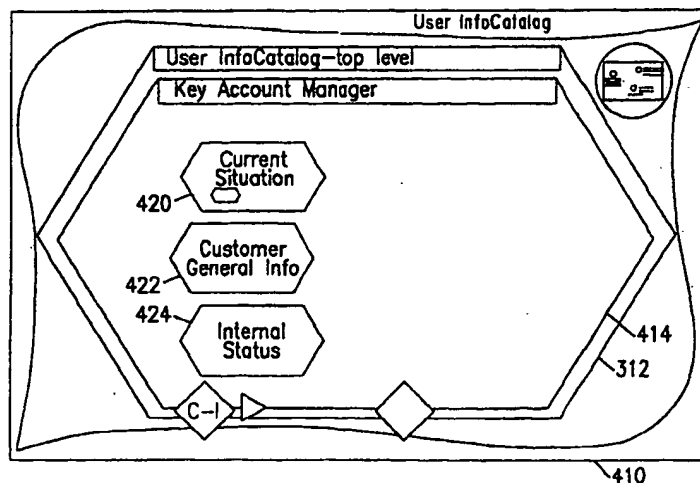 User InfoCatalog
User InfoCatalog-top level
Key Account Manager
Current
Situation
420
Customer
General Info
422
424
Internal
Status
414
312
C-I
410